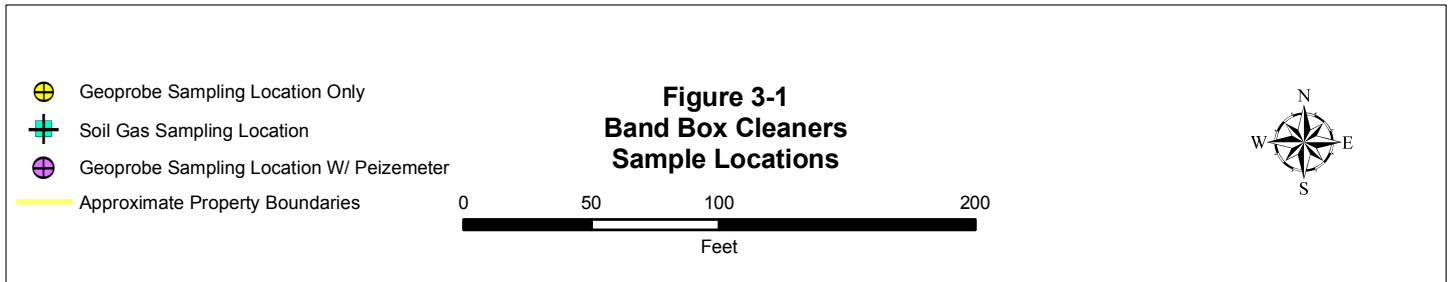 Geoprobe Sampling Location Only
Soil Gas Sampling Location
Geoprobe Sampling Location W/ Peizemeter
Approximate Property Boundaries
Figure 3-1
Band Box Cleaners
Sample Locations
0 50 100 200
Feet
N
W E
S